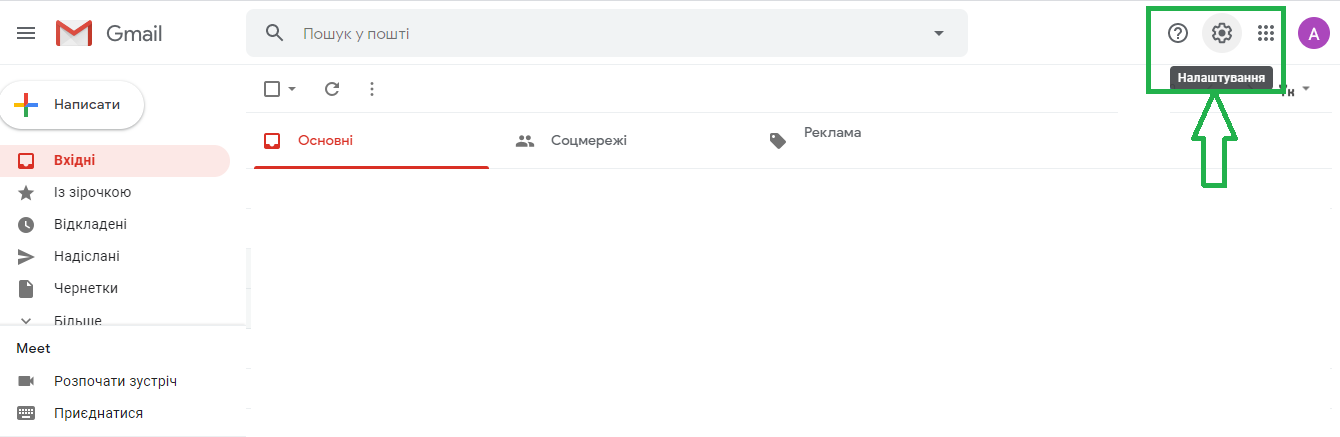 Gmail
Пошук у пошті
A
Налаштування
Написати
Основні
Соцмережі
Реклама
Вхідні
Із зірочкою
Відкладені
Надіслані
Чернетки
Більше
Meet
Розпочати зустріч
Приєднатися